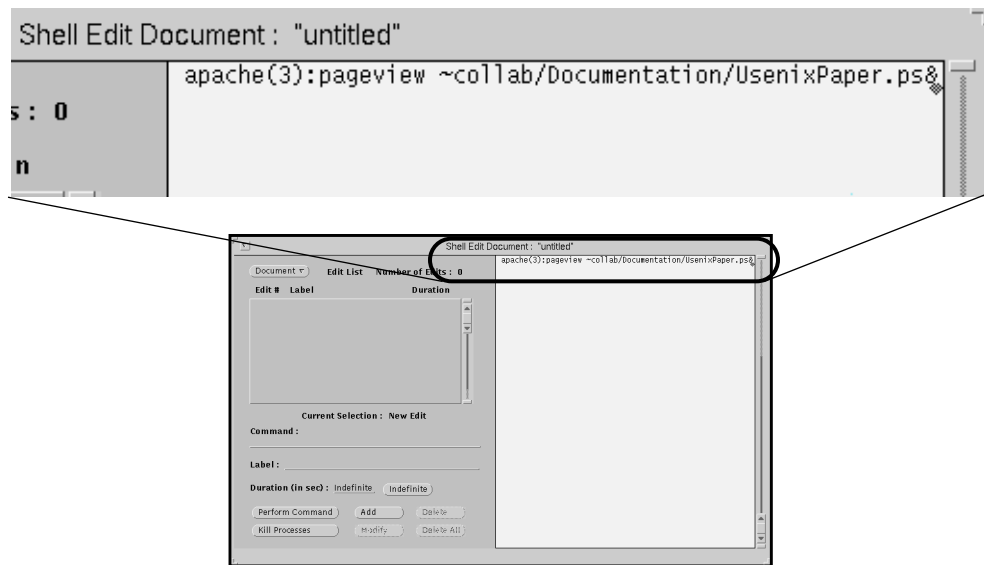 Shell Edit Document : "untitled"
apache(3):pageview ~collab/Documentation/UsenixPaper.ps&
s : 0
n
Shell Edit Document : "untitled"
Document Edit List Number of Edits : 0
apache(3):pageview ~collab/Documentation/UsenixPaper.ps&
Edit # Label Duration
Current Selection : New Edit
Command :
Label :
Duration (in sec) : Indefinite Indefinite
Perform Command Add Delete
Kill Processes Modify Delete All